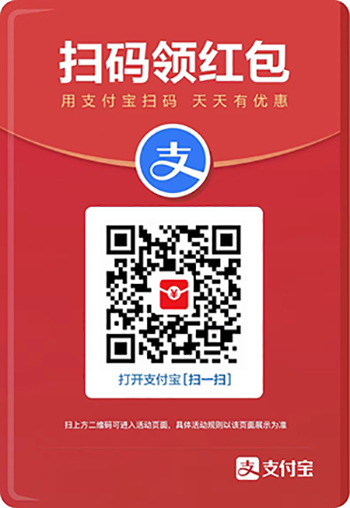 扫码领红包
用支付宝扫码 天天有优惠
支
¥
打开支付宝[扫一扫]
扫上方二维码可进入活动页面，具体活动规则以该页面展示为准
支 支付宝